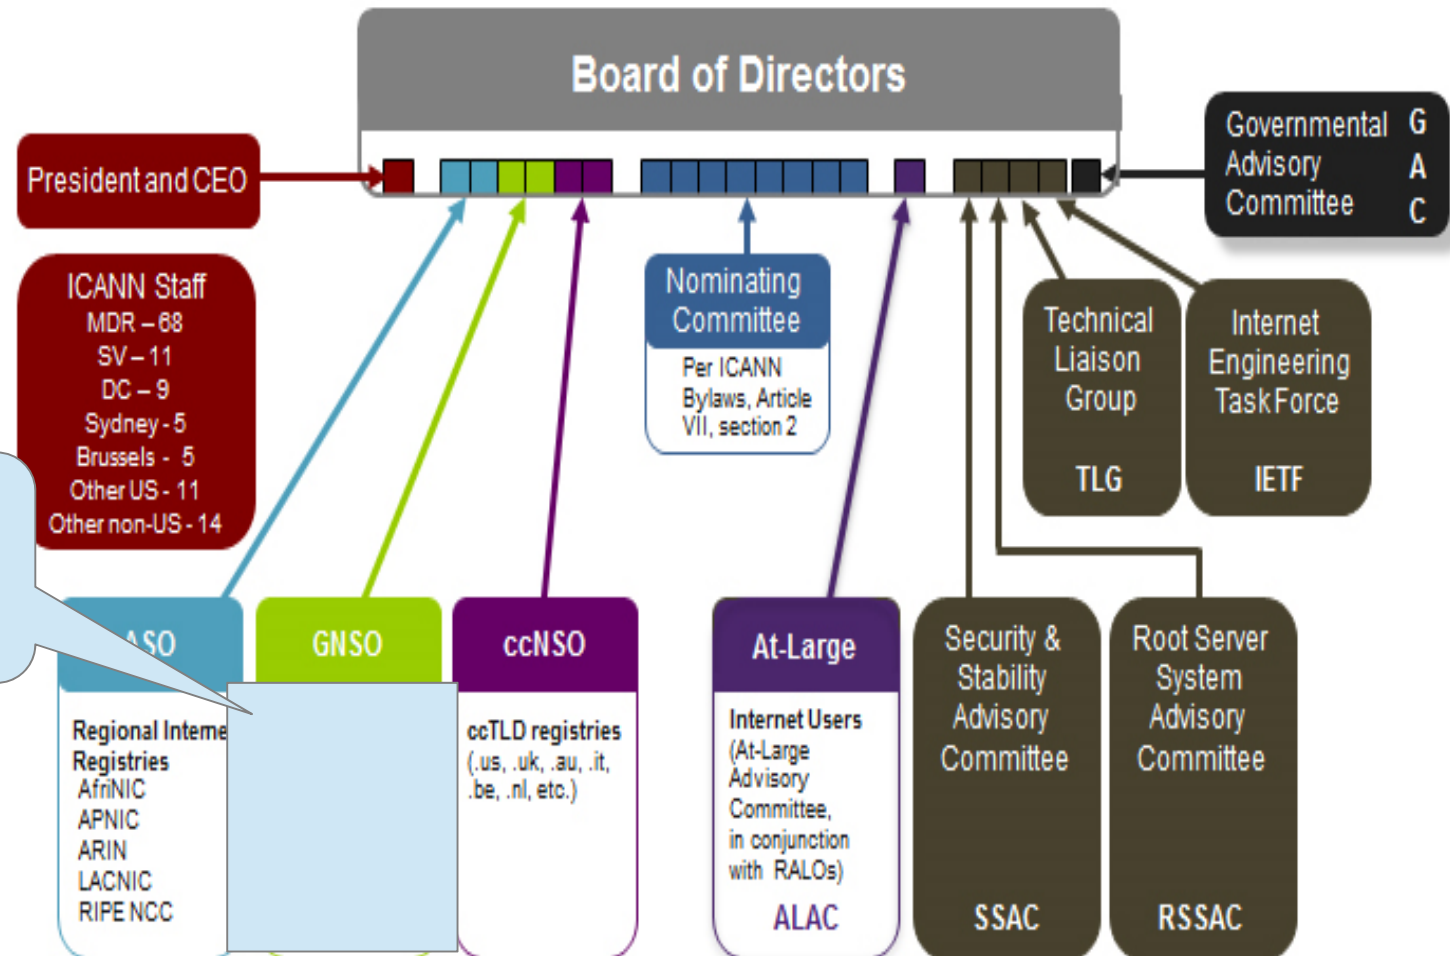 Board of Directors
President and CEO
Governmental G
Advisory A
Committee C
ICANN Staff
MDR – 68
SV – 11
DC – 9
Sydney - 5
Brussels - 5
Other US - 11
Other non-US - 14
Nominating
Committee
Per ICANN
Bylaws, Article
VII, section 2
Technical
Liaison
Group
TLG
Internet
Engineering
Task Force
IETF
ASO
Regional
Registries
AfriNIC
APNIC
ARIN
LACNIC
RIPE NCC
GNSO
ccNSO
ccTLD registries
(.us, .uk, .au, .it,
.be, .nl, etc.)
At-Large
Internet Users
(At-Large
Advisory
Committee,
in conjunction
with RALOs)
ALAC
Security &
Stability
Advisory
Committee
SSAC
Root Server
System
Advisory
Committee
RSSAC